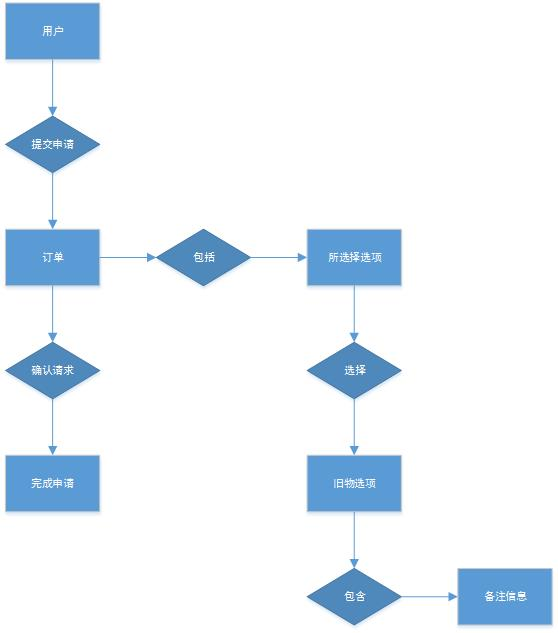 用户
提交申请
订单
包括
所选择选项
确认请求
选择
完成申请
旧物选项
包含
备注信息